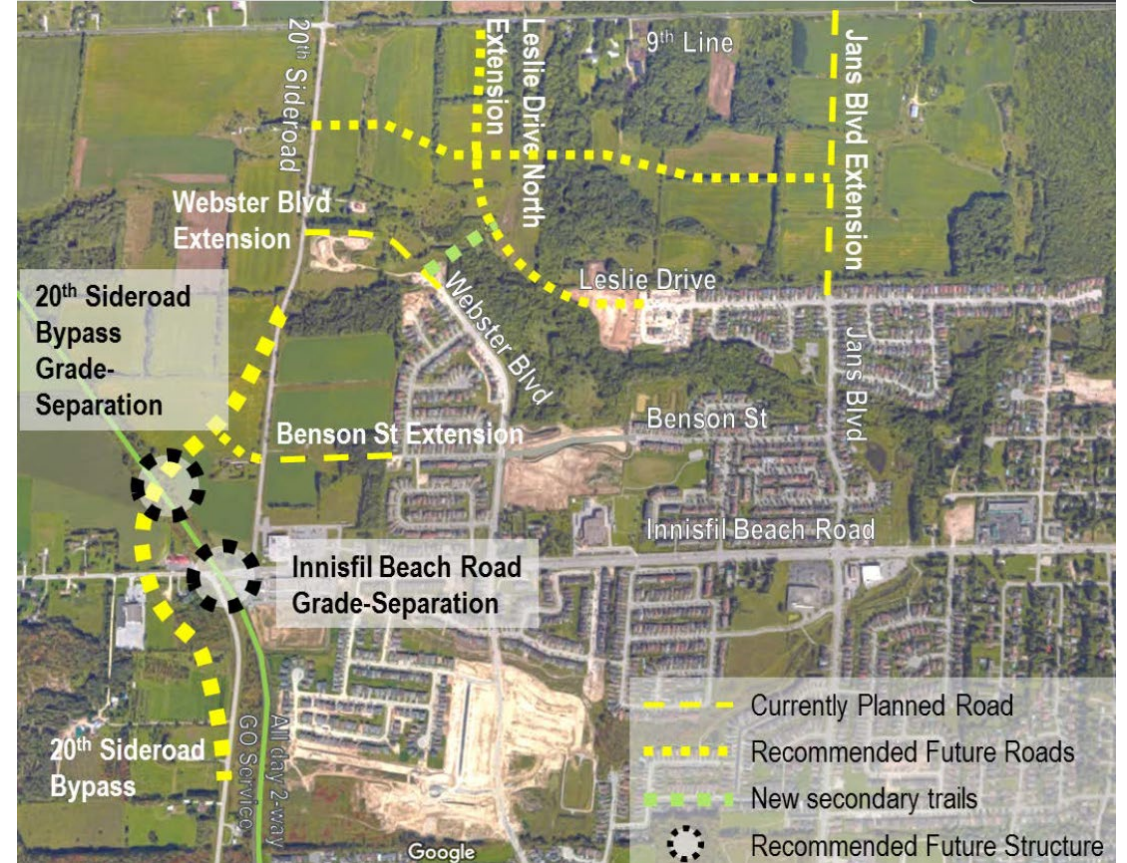 20th Sideroad
Leslie Drive North
Extension
9th Line
Jans Blvd Extension
Webster Blvd
Extension
20th Sideroad
Bypass
Grade-
Separation
Leslie Drive
Webster Blvd
Jans Blvd
Benson St Extension
Benson St
Innisfil Beach Road
Innisfil Beach Road
Grade-Separation
20th Sideroad
Bypass
All day 2-way
GO Service
Currently Planned Road
Recommended Future Roads
New secondary trails
Recommended Future Structure
Google